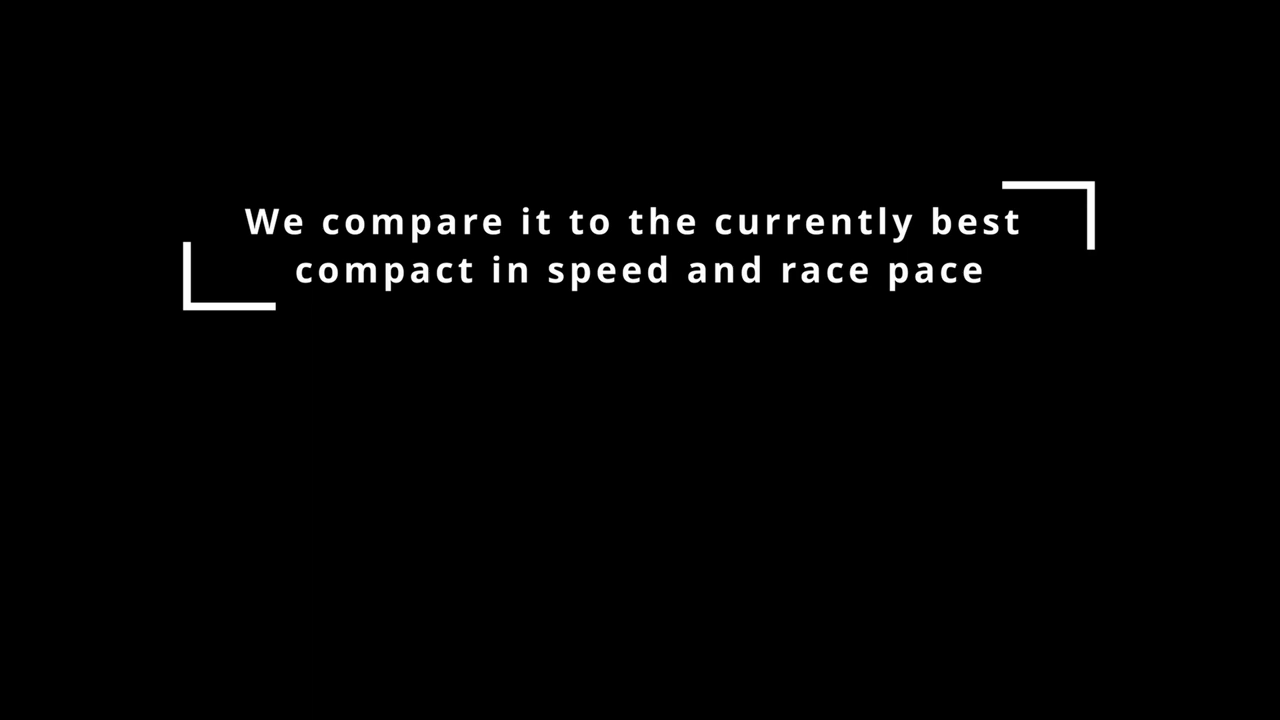 We compare it to the currently best
compact in speed and race pace